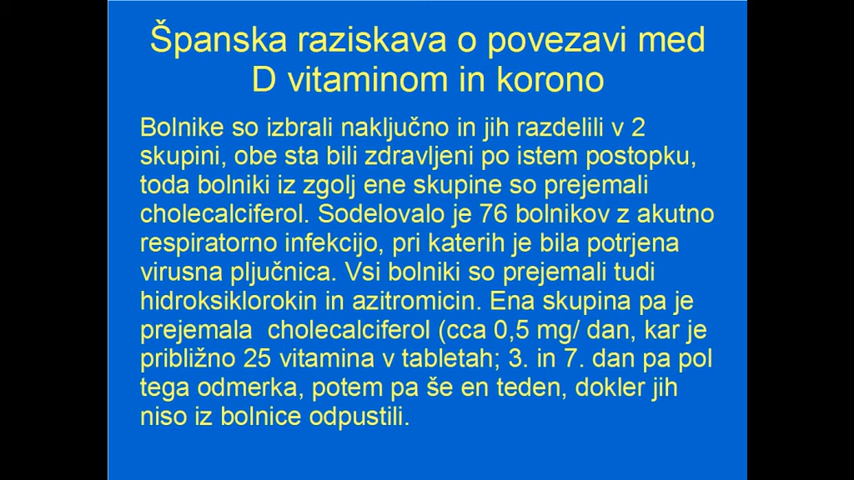 Španska raziskava o povezavi med
D vitaminom in korono
Bolnike so izbrali naključno in jih razdelili v 2
skupini, obe sta bili zdravljeni po istem postopku,
toda bolniki iz zgolj ene skupine so prejemali
cholecalciferol. Sodelovalo je 76 bolnikov z akutno
respiratorno infekcijo, pri katerih je bila potrjena
virusna pljučnica. Vsi bolniki so prejemali tudi
hidroksiklorokin in azitromicin. Ena skupina pa je
prejemala  cholecalciferol (cca 0,5 mg/ dan, kar je
približno 25 vitamina v tabletah; 3. in 7. dan pa pol
tega odmerka, potem pa še en teden, dokler jih
niso iz bolnice odpustili.